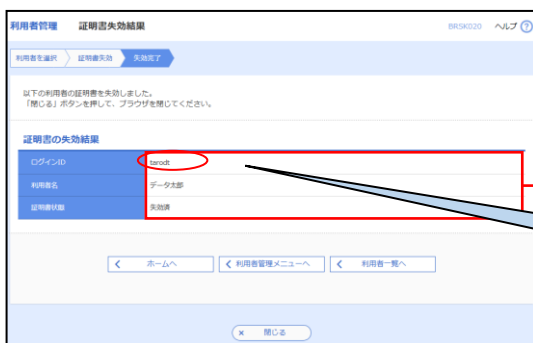 利用者管理 証明書失効結果 BRSK020 ヘルプ ?
利用者を選択 証明書失効 失効完了
以下の利用者の証明書を失効しました。
「閉じる」ボタンを押して、ブラウザを閉じてください。
証明書の失効結果
ログインID tarodt
利用者名 データ太郎
証明書状態 失効済
ホームへ 利用者管理メニューへ 利用者一覧へ
× 閉じる